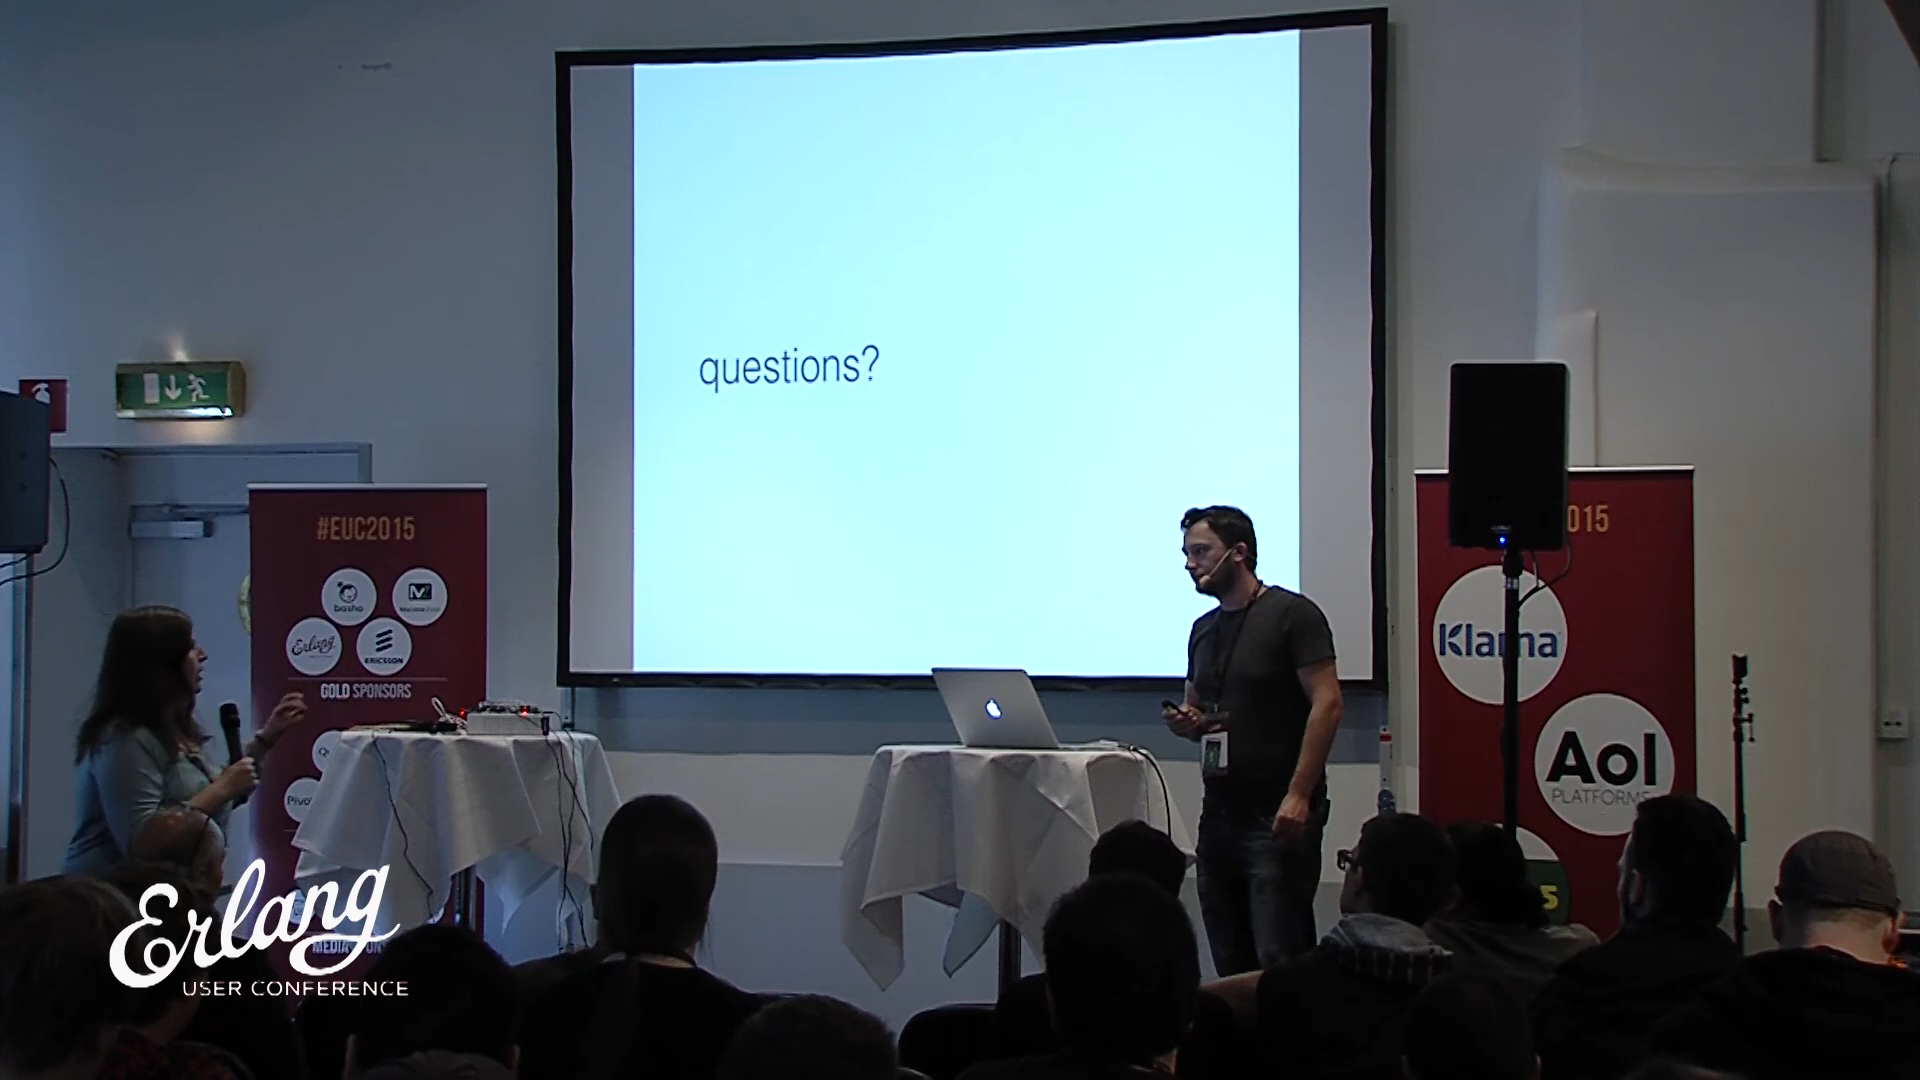 questions?
#EUC2015
basho
Erlang
ERICSSON
GOLD SPONSORS
015
Klarna
Aol
PLATFORMS
Erlang
USER CONFERENCE